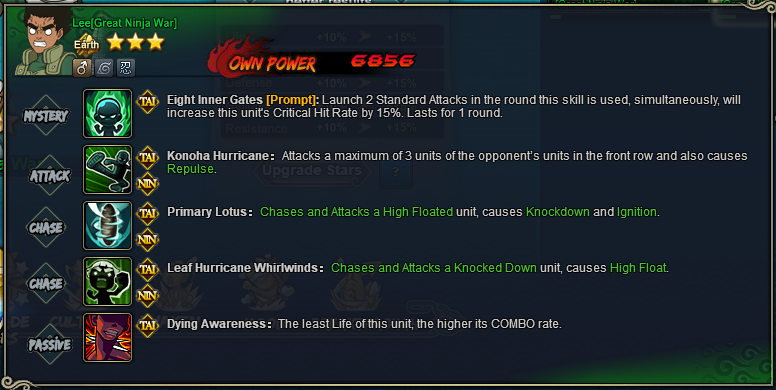 better results
Lee[Great Ninja War]
Earth
OWN POWER 6856
+10% +15%
+10% +15%
MYSTERY
TAI
Eight Inner Gates [Prompt]: Launch 2 Standard Attacks in the round this skill is used, simultaneously, will
increase this unit's Critical Hit Rate by 15%. Lasts for 1 round.
Resistance +10% +15%
ATTACK
TAI
NIN
Konoha Hurricane: Attacks a maximum of 3 units of the opponent's units in the front row and also causes
Repulse.
Upgrade Stars ?
CHASE
TAI
NIN
Primary Lotus: Chases and Attacks a High Floated unit, causes Knockdown and Ignition.
CHASE
TAI
NIN
Leaf Hurricane Whirlwinds: Chases and Attacks a Knocked Down unit, causes High Float.
PASSIVE
TAI
Dying Awareness: The least Life of this unit, the higher its COMBO rate.